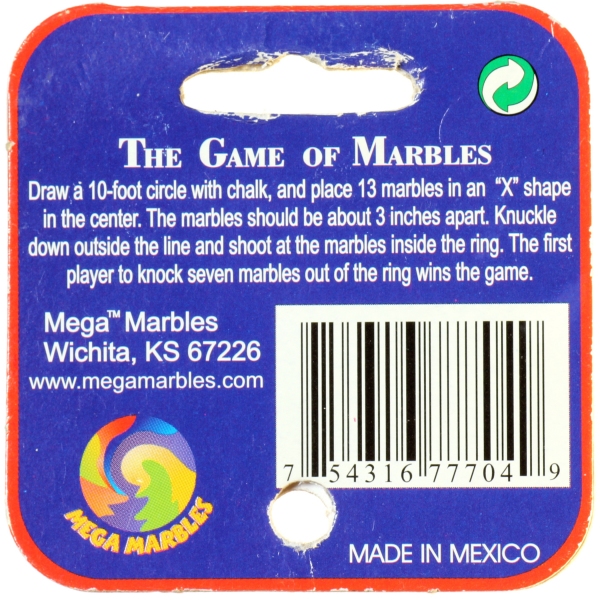 THE GAME OF MARBLES
Draw a 10-foot circle with chalk, and place 13 marbles in an "X" shape
in the center. The marbles should be about 3 inches apart. Knuckle
down outside the line and shoot at the marbles inside the ring. The first
player to knock seven marbles out of the ring wins the game.
Mega™ Marbles
Wichita, KS 67226
www.megamarbles.com
7 54316 77704 9
MEGA MARBLES
MADE IN MEXICO